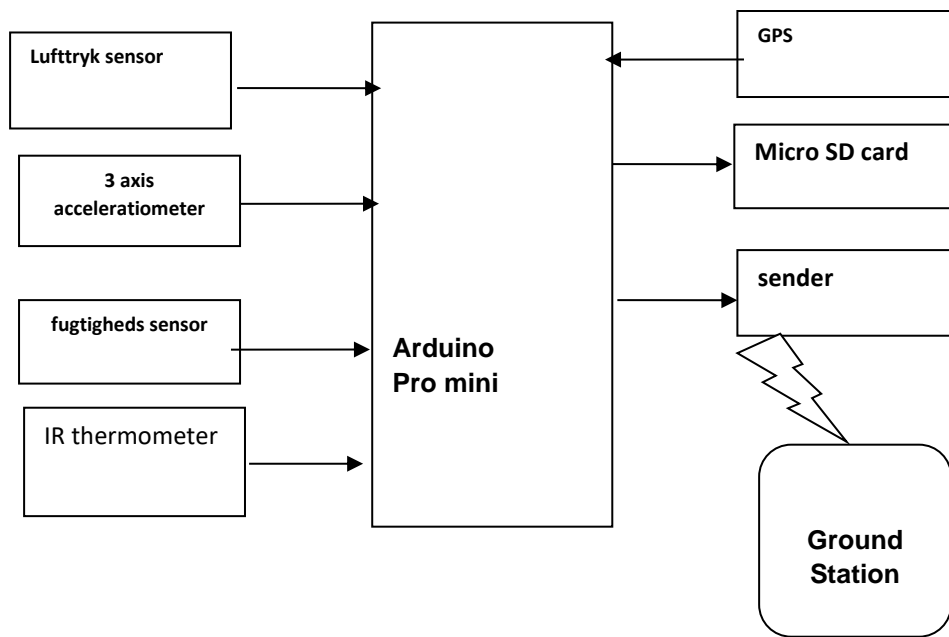 Lufttryk sensor
3 axis
acceleratiometer
fugtigheds sensor
IR thermometer
Arduino
Pro mini
GPS
Micro SD card
sender
Ground
Station